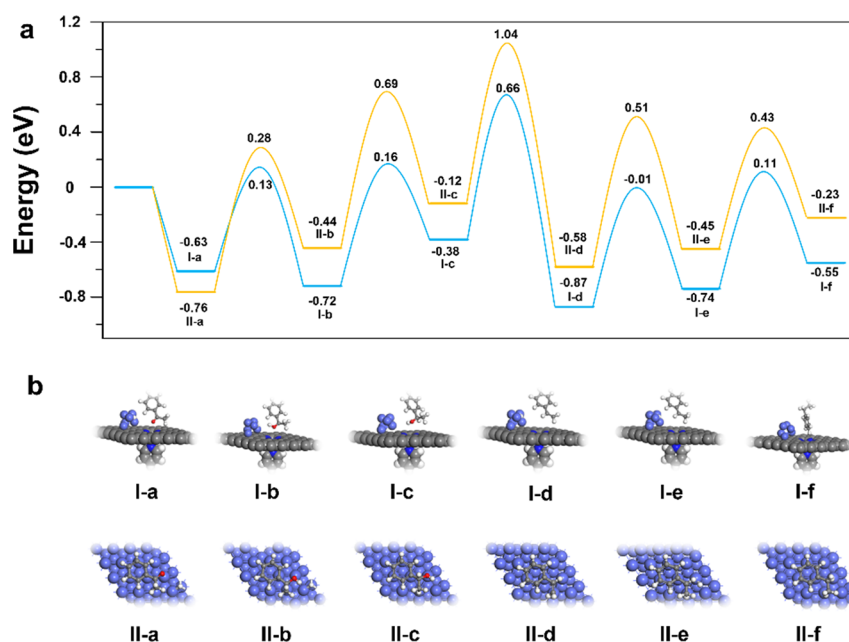 a
Energy (eV)
1.2
0.8
0.4
0
-0.4
-0.8
-0.63
I-a
-0.76
II-a
0.28
0.13
-0.44
II-b
-0.72
I-b
0.69
0.16
-0.12
II-c
-0.38
I-c
1.04
0.66
-0.58
II-d
-0.87
I-d
0.51
-0.01
-0.45
II-e
-0.74
I-e
0.43
0.11
-0.23
II-f
-0.55
I-f
b
I-a I-b I-c I-d I-e I-f
II-a II-b II-c II-d II-e II-f